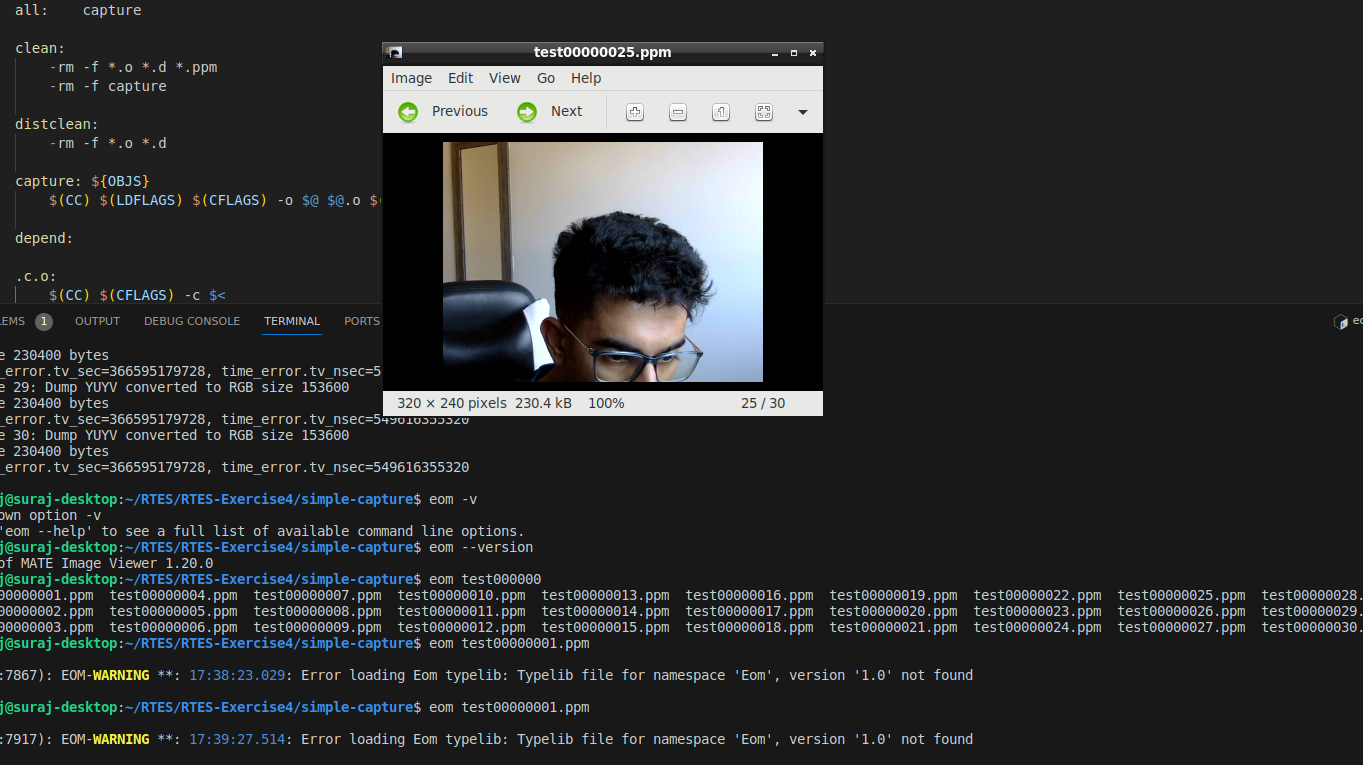 all:    capture
clean:
-rm -f *.o *.d *.ppm
-rm -f capture
distclean:
-rm -f *.o *.d
capture: ${OBJS}
$(CC) $(LDFLAGS) $(CFLAGS) -o $@ $@.o $(
depend:
.c.o:
$(CC) $(CFLAGS) -c $<
test00000025.ppm
Image Edit View Go Help
Previous Next
320 × 240 pixels 230.4 kB 100% 25 / 30
LEMS 1 OUTPUT DEBUG CONSOLE TERMINAL PORTS
e 230400 bytes
_error.tv_sec=366595179728, time_error.tv_nsec=5
e 29: Dump YUYV converted to RGB size 153600
e 230400 bytes
_error.tv_sec=366595179728, time_error.tv_nsec=549616355320
e 30: Dump YUYV converted to RGB size 153600
e 230400 bytes
_error.tv_sec=366595179728, time_error.tv_nsec=549616355320
j@suraj-desktop:~/RTES/RTES-Exercise4/simple-capture$ eom -v
own option -v
'eom --help' to see a full list of available command line options.
j@suraj-desktop:~/RTES/RTES-Exercise4/simple-capture$ eom --version
of MATE Image Viewer 1.20.0
j@suraj-desktop:~/RTES/RTES-Exercise4/simple-capture$ eom test000000
00000001.ppm  test00000004.ppm  test00000007.ppm  test00000010.ppm  test00000013.ppm  test00000016.ppm  test00000019.ppm  test00000022.ppm  test00000025.ppm  test00000028.
00000002.ppm  test00000005.ppm  test00000008.ppm  test00000011.ppm  test00000014.ppm  test00000017.ppm  test00000020.ppm  test00000023.ppm  test00000026.ppm  test00000029.
00000003.ppm  test00000006.ppm  test00000009.ppm  test00000012.ppm  test00000015.ppm  test00000018.ppm  test00000021.ppm  test00000024.ppm  test00000027.ppm  test00000030.
j@suraj-desktop:~/RTES/RTES-Exercise4/simple-capture$ eom test00000001.ppm
:7867): EOM-WARNING **: 17:38:23.029: Error loading Eom typelib: Typelib file for namespace 'Eom', version '1.0' not found
j@suraj-desktop:~/RTES/RTES-Exercise4/simple-capture$ eom test00000001.ppm
:7917): EOM-WARNING **: 17:39:27.514: Error loading Eom typelib: Typelib file for namespace 'Eom', version '1.0' not found